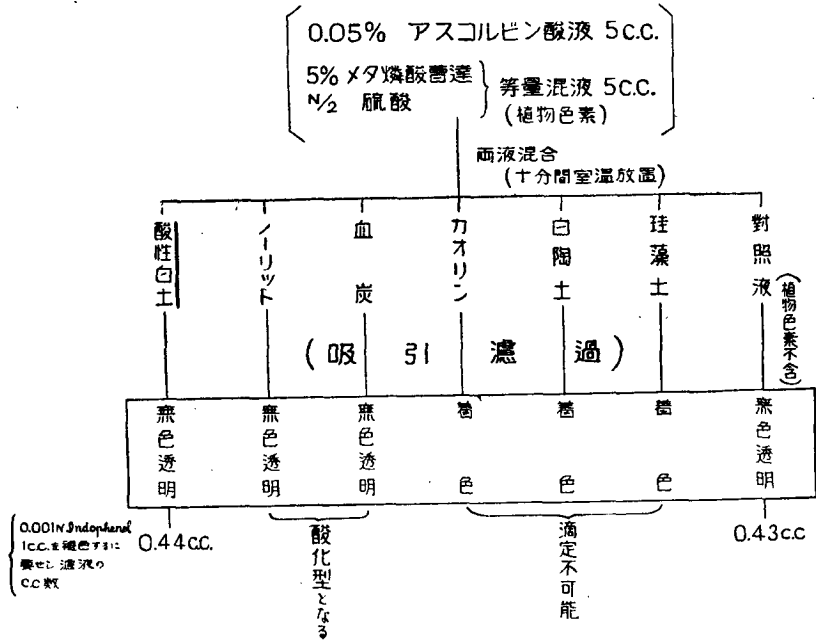 0.05% アスコルビン酸液 5c.c.
5% メタ燐酸曹達
N/2 硫酸
等量混液 5c.c.
(植物色素)
両液混合
(十分間室温放置)
酸性白土
ノーリット
血炭
カオリン
白陶土
珪藻土
對照液
(植物色素不含)
(吸引濾過)
無色透明
無色透明
無色透明
着色
着色
着色
無色透明
0.001N Indophenol
1c.c.を褪色するに
要せし濾液の
c.c数
0.44c.c.
酸化型となる
滴定不可能
0.43c.c